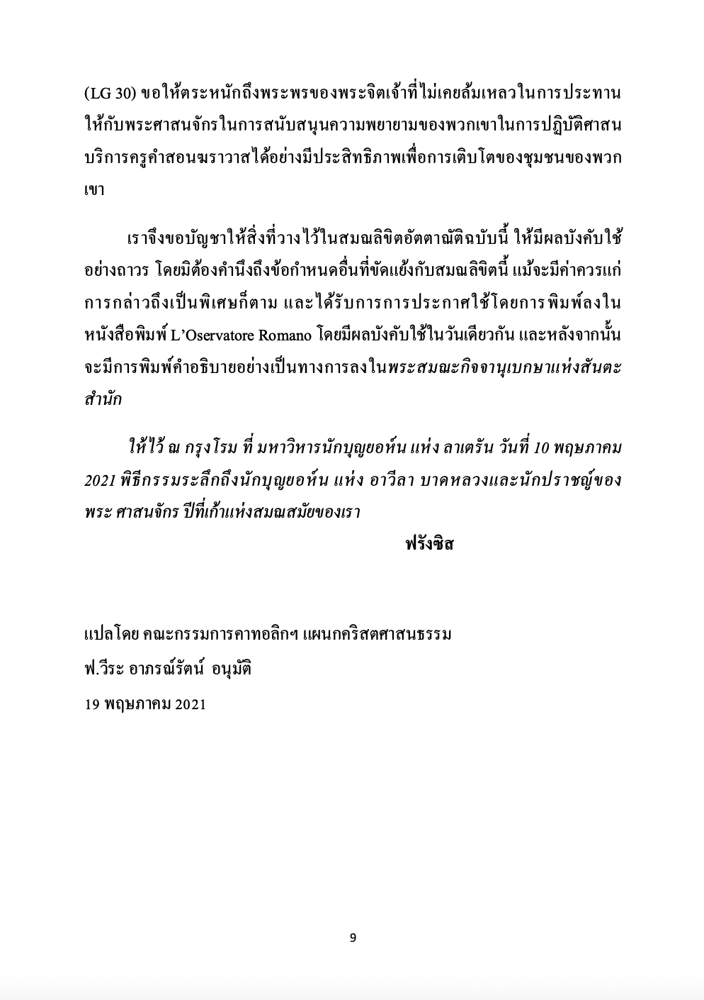 (LG 30) ขอให้ตระหนักถึงพระพรของพระจิตเจ้าที่ไม่เคยล้มเหลวในการประทาน
ให้กับพระศาสนจักรในการสนับสนุนความพยายามของพวกเขาในการปฏิบัติศาสน
บริการครูคำสอนฆราวาสได้อย่างมีประสิทธิภาพเพื่อการเติบโตของชุมชนของพวก
เขา
เราจึงขอบัญชาให้สิ่งที่วางไว้ในสมณลิขิตอัตตาณัติฉบับนี้ ให้มีผลบังคับใช้
อย่างถาวร โดยมิต้องคำนึงถึงข้อกำหนดอื่นที่ขัดแย้งกับสมณลิขิตนี้ แม้จะมีค่าควรแก่
การกล่าวถึงเป็นพิเศษก็ตาม และได้รับการการประกาศใช้โดยการพิมพ์ลงใน
หนังสือพิมพ์ L’Oservatore Romano โดยมีผลบังคับใช้ในวันเดียวกัน และหลังจากนั้น
จะมีการพิมพ์คำอธิบายอย่างเป็นทางการลงในพระสมณะกิจจานุเบกษาแห่งสันตะ
สำนัก
ให้ไว้ ณ กรุงโรม ที่ มหาวิหารนักบุญยอห์น แห่ง ลาเตรัน วันที่ 10 พฤษภาคม
2021 พิธีกรรมระลึกถึงนักบุญยอห์น แห่ง อาวีลา บาดหลวงและนักปราชญ์ของ
พระ ศาสนจักร ปีที่เก้าแห่งสมณสมัยของเรา
ฟรังซิส
แปลโดย คณะกรรมการคาทอลิกฯ แผนกคริสตศาสนธรรม
ฟ.วีระ อาภรณ์รัตน์  อนุมัติ
19 พฤษภาคม 2021
9